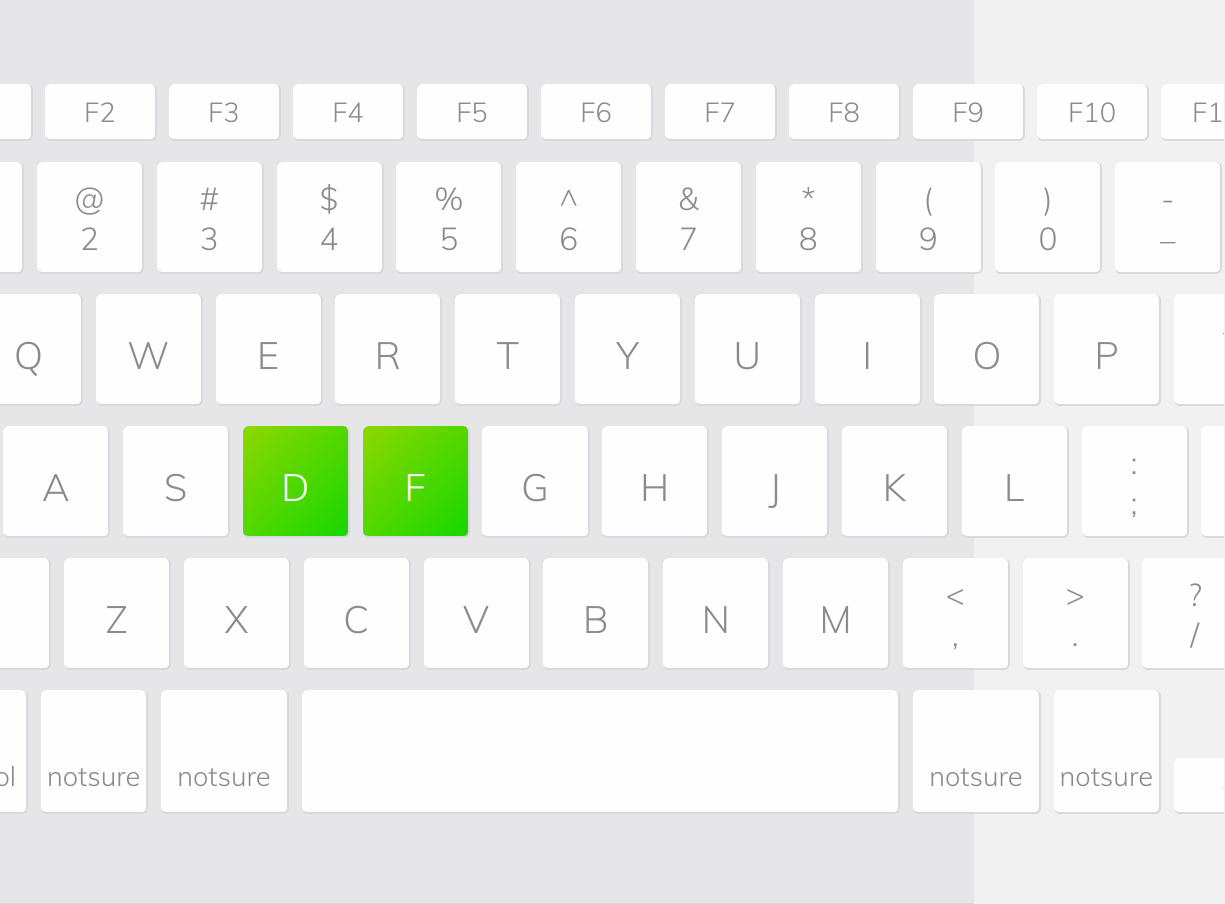 F2 F3 F4 F5 F6 F7 F8 F9 F10 F1
@ # $ % ^ & * ( ) -
2 3 4 5 6 7 8 9 0 –
Q W E R T Y U I O P
A S D F G H J K L : ;
Z X C V B N M < , > . ? /
ol notsure notsure notsure notsure